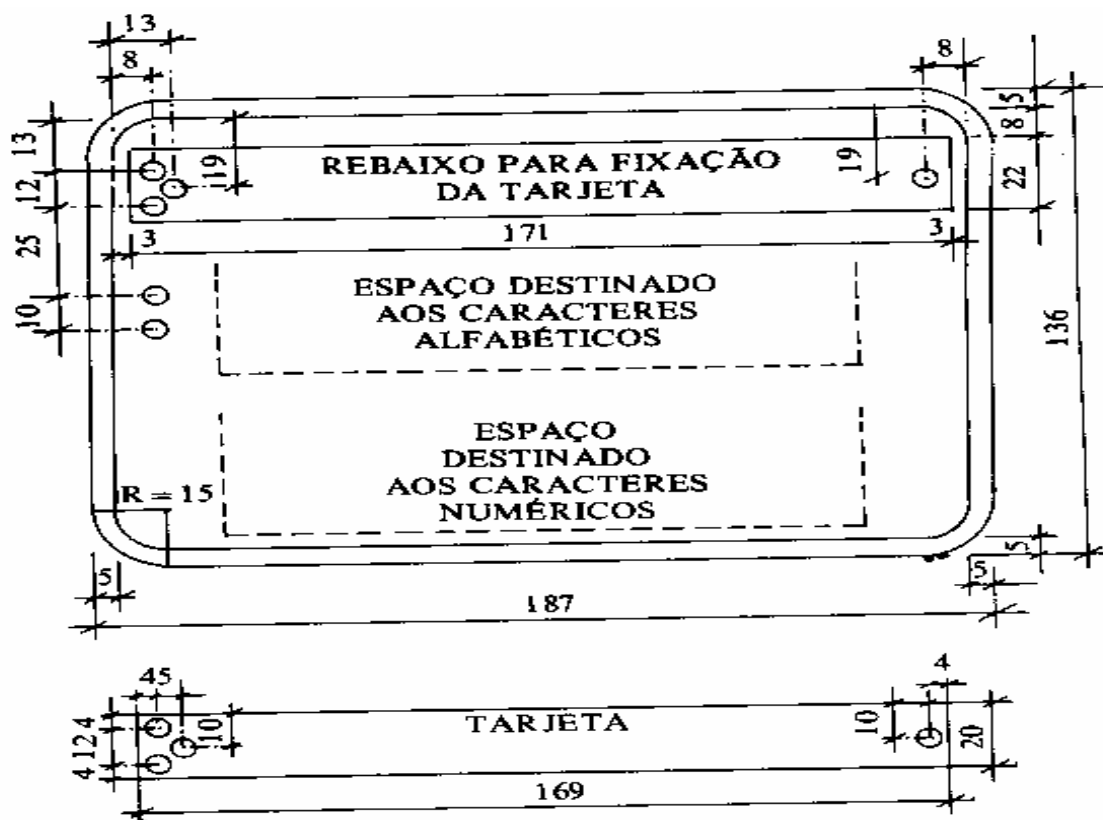 13
8
8
5
13
8
REBAIXO PARA FIXAÇÃO
DA TARJETA
19
19
12
22
3
171
3
25
ESPAÇO DESTINADO
AOS CARACTERES
ALFABÉTICOS
10
136
ESPAÇO
DESTINADO
AOS CARACTERES
NUMÉRICOS
R = 15
5
5
5
187
45
4
TARJETA
4
12
4
10
10
20
169